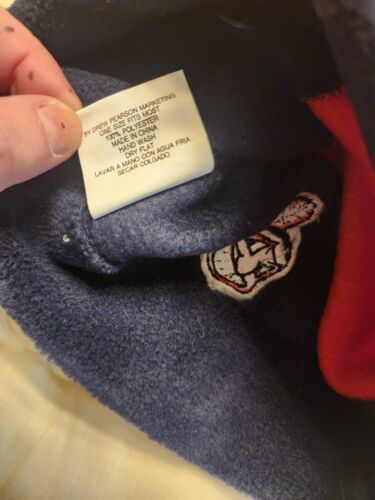 BY DREW PEARSON MARKETING
ONE SIZE FITS MOST
100% POLYESTER
MADE IN CHINA
HAND WASH
DRY FLAT
LAVAR A MANO CON AGUA FRIA
SECAR COLGADO